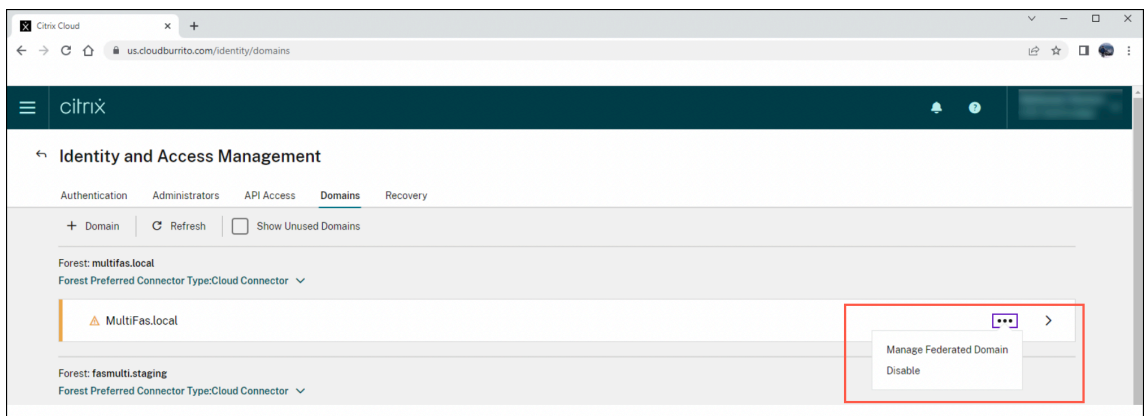 Citrix Cloud
us.cloudburrito.com/identity/domains
citrix
Identity and Access Management
Authentication Administrators API Access Domains Recovery
+ Domain Refresh Show Unused Domains
Forest: multifas.local
Forest Preferred Connector Type:Cloud Connector
MultiFas.local
Manage Federated Domain
Disable
Forest: fasmulti.staging
Forest Preferred Connector Type:Cloud Connector